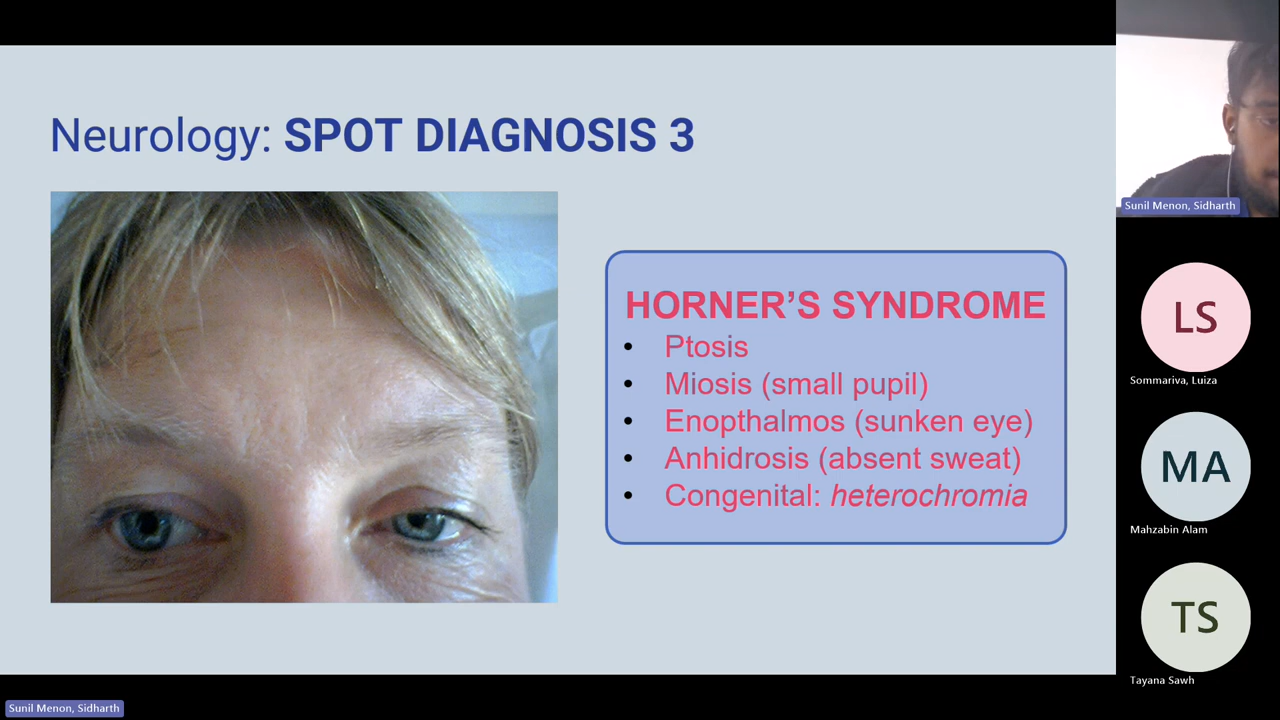 Neurology: SPOT DIAGNOSIS 3
HORNER'S SYNDROME
• Ptosis
• Miosis (small pupil)
• Enopthalmos (sunken eye)
• Anhidrosis (absent sweat)
• Congenital: heterochromia
Sunil Menon, Sidharth
LS
Sommariva, Luiza
MA
Mahzabin Alam
TS
Tayana Sawh
Sunil Menon, Sidharth